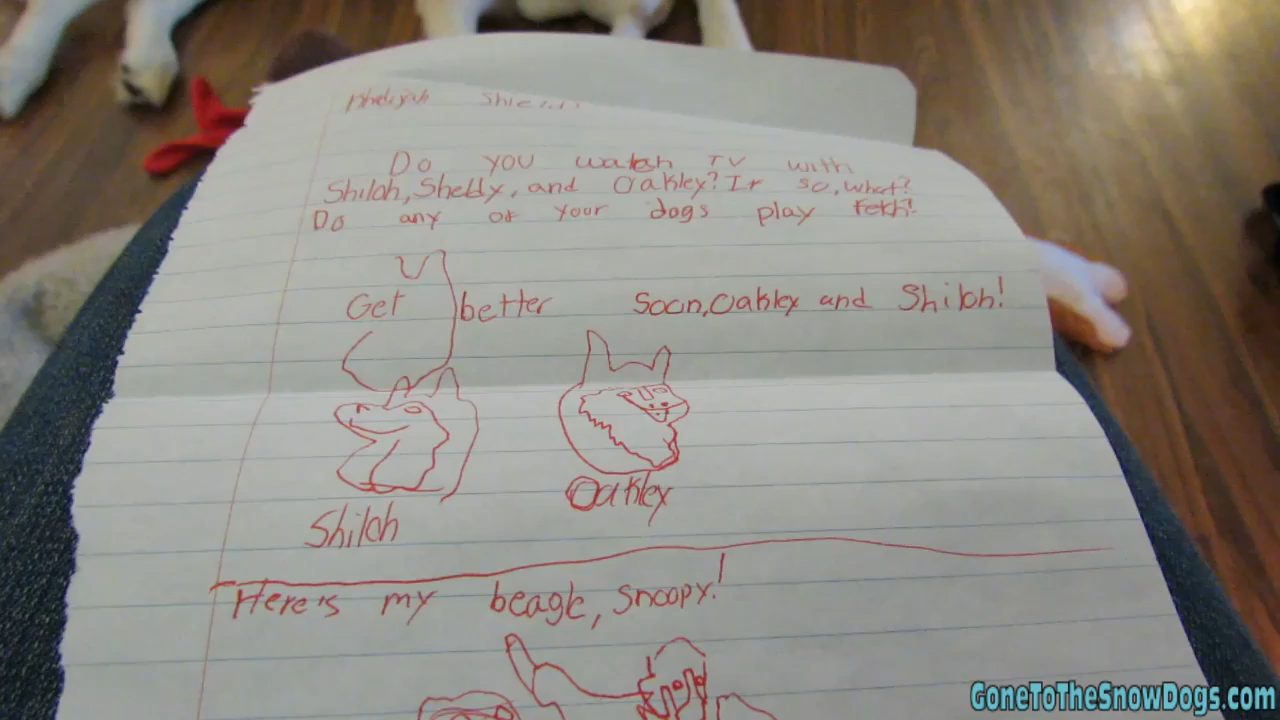 Do you watch TV with
Shiloh, Shelby, and Oakley? If so, what?
Do any of your dogs play fetch?
Get better soon, Oakley and Shiloh!
Shiloh
Oakley
Here's my beagle, Snoopy!
GoneToTheSnowDogs.com